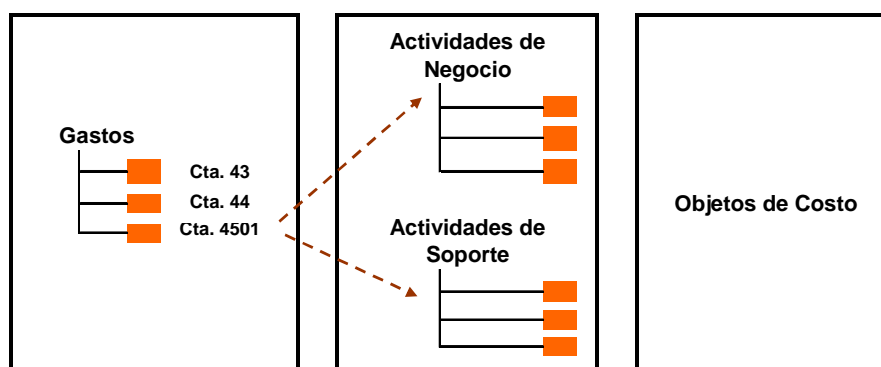 Gastos
Cta. 43
Cta. 44
Cta. 4501
Actividades de
Negocio
Actividades de
Soporte
Objetos de Costo